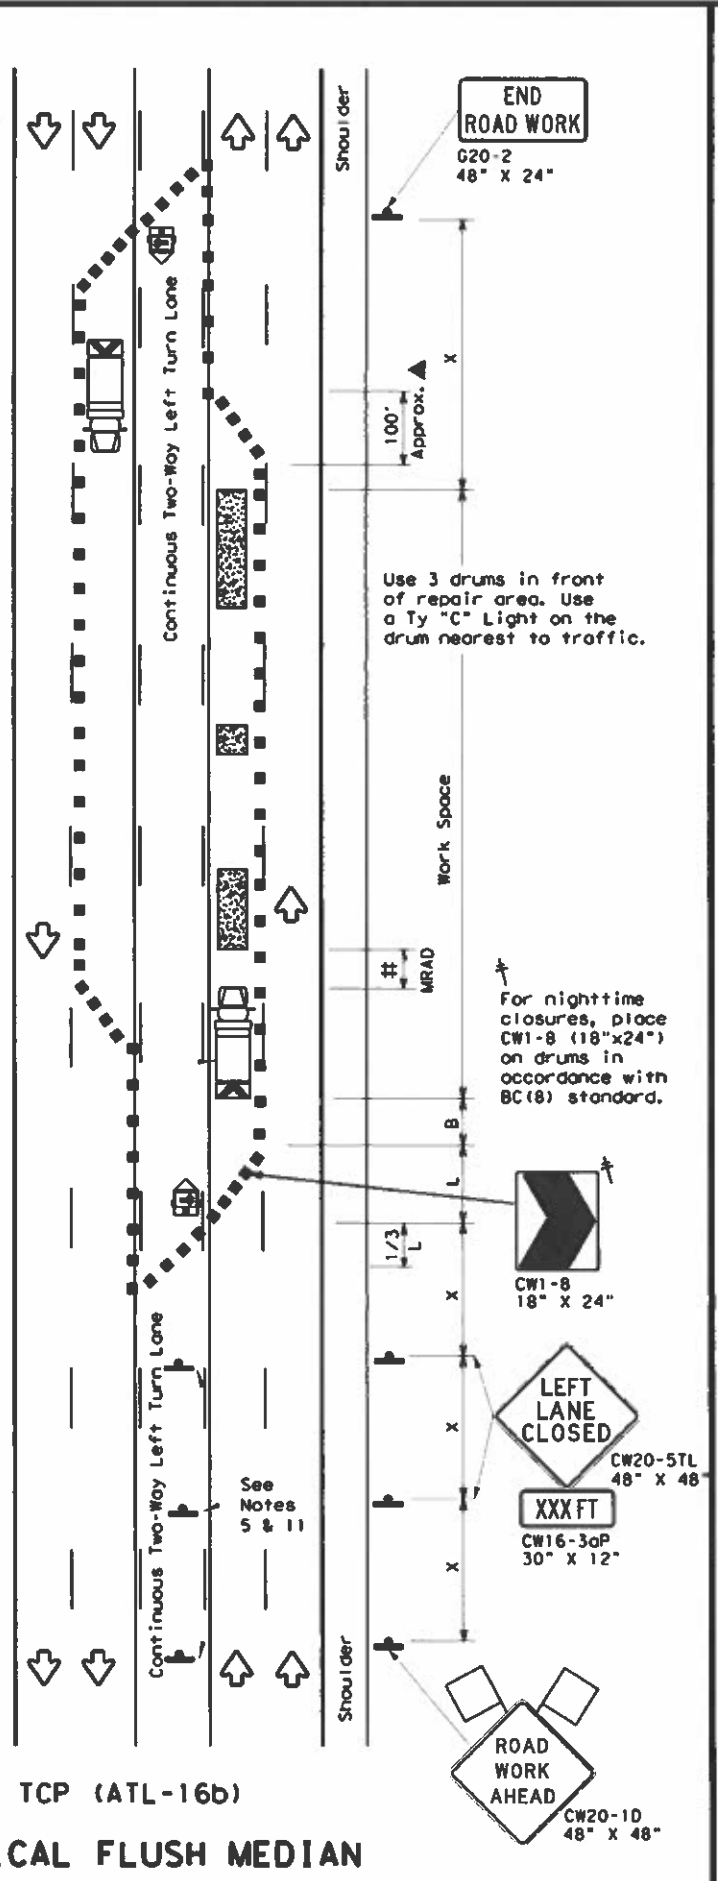 END
ROAD WORK
G20-2
48" X 24"
Shoulder
Continuous Two-Way Left Turn Lane
X
100'
Approx.
Use 3 drums in front
of repair area. Use
a Ty "C" Light on the
drum nearest to traffic.
Work Space
#
MRAD
For nighttime
closures, place
CW1-8 (18"x24")
on drums in
accordance with
BC(8) standard.
B
L
1/3
L
CW1-8
18" X 24"
X
LEFT
LANE
CLOSED
CW20-5TL
48" X 48"
XXX FT
CW16-3aP
30" X 12"
X
Continuous Two-Way Left Turn Lane
See
Notes
5 & 11
X
Shoulder
ROAD
WORK
AHEAD
CW20-1D
48" X 48"
TCP (ATL-16b)
CAL FLUSH MEDIAN